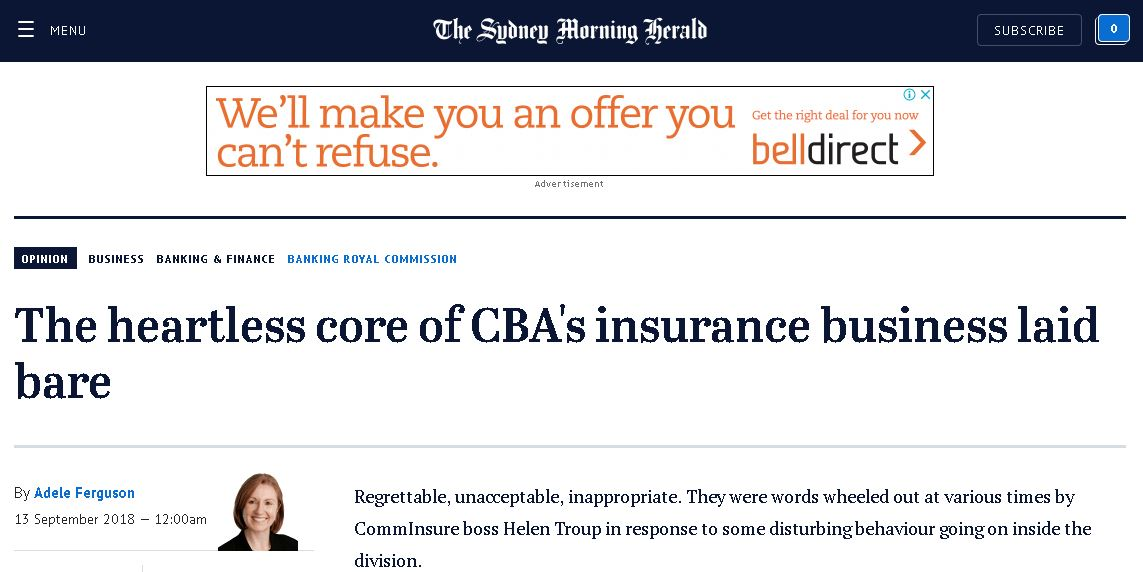 MENU
The Sydney Morning Herald
SUBSCRIBE
0
We'll make you an offer you
can't refuse.
Get the right deal for you now
belldirect
Advertisement
OPINION BUSINESS BANKING & FINANCE BANKING ROYAL COMMISSION
The heartless core of CBA's insurance business laid
bare
By Adele Ferguson
13 September 2018 — 12:00am
Regrettable, unacceptable, inappropriate. They were words wheeled out at various times by
CommInsure boss Helen Troup in response to some disturbing behaviour going on inside the
division.